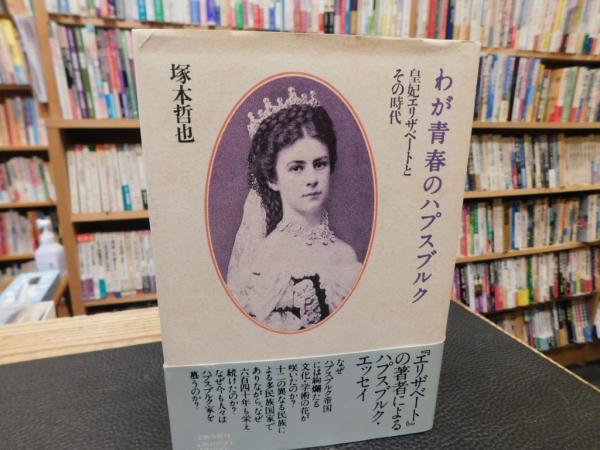 わが青春のハプスブルク
皇妃エリザベートと
その時代
塚本哲也
『エリザベート』
の著者による
ハプスブルク・
エッセイ
なぜ
ハプスブルク帝国
には絢爛たる
文化・学術の花が
咲いたのか?
十二の異なる民族に
よる多民族国家で
ありながら、なぜ
六百四十年も栄え
続けたのか?
なぜ今も人々は
ハプスブルク家を
慕うのか?